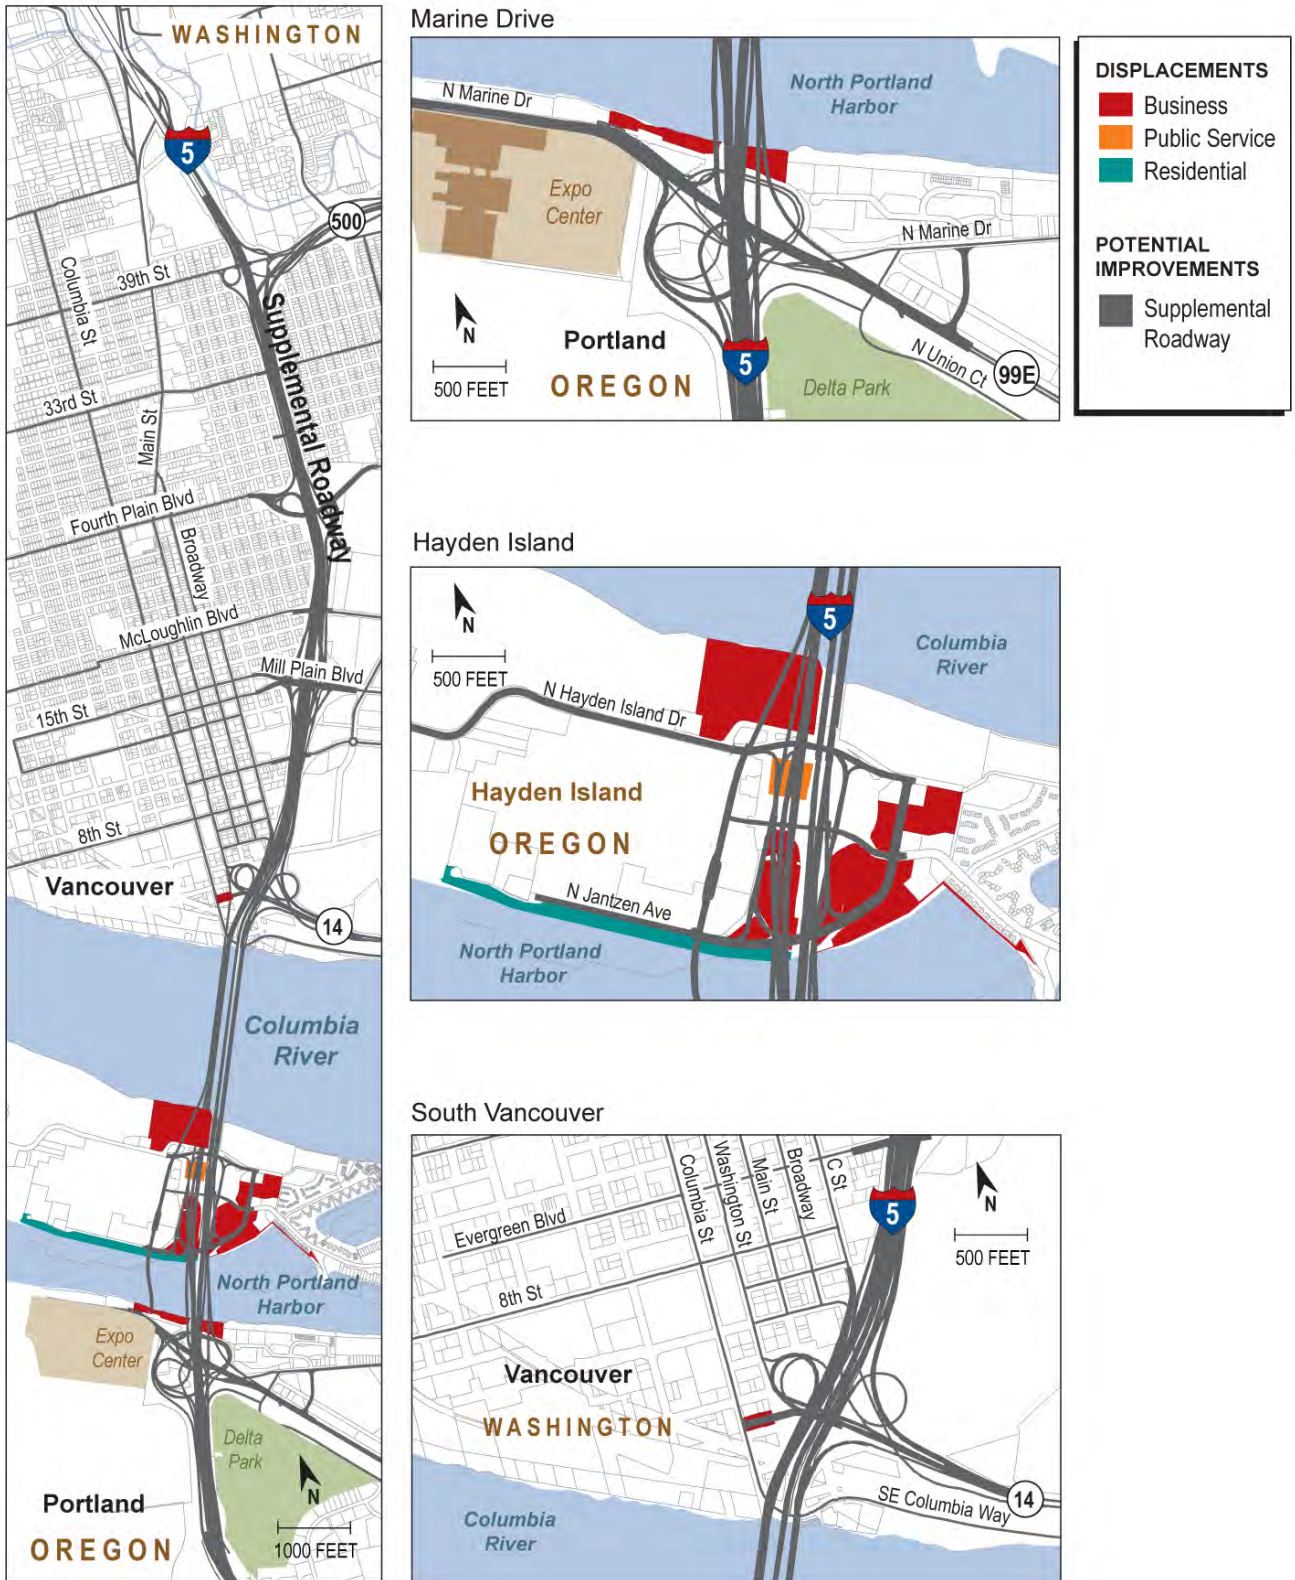 WASHINGTON
5
500
39th St
Columbia St
Supplemental Roadway
33rd St
Main St
Fourth Plain Blvd
Broadway
McLoughlin Blvd
Mill Plain Blvd
15th St
8th St
Vancouver
14
Columbia
River
North Portland
Harbor
Expo
Center
Delta
Park
N
Portland
OREGON
1000 FEET
Marine Drive
N Marine Dr
North Portland
Harbor
Expo
Center
N Marine Dr
N
500 FEET
Portland
OREGON
5
N Union Ct
99E
Delta Park
DISPLACEMENTS
Business
Public Service
Residential
POTENTIAL
IMPROVEMENTS
Supplemental
Roadway
Hayden Island
N
500 FEET
5
Columbia
River
N Hayden Island Dr
Hayden Island
OREGON
N Jantzen Ave
North Portland
Harbor
South Vancouver
Columbia St
Washington St
Main St
Broadway
C St
5
N
500 FEET
Evergreen Blvd
8th St
Vancouver
WASHINGTON
SE Columbia Way
14
Columbia
River